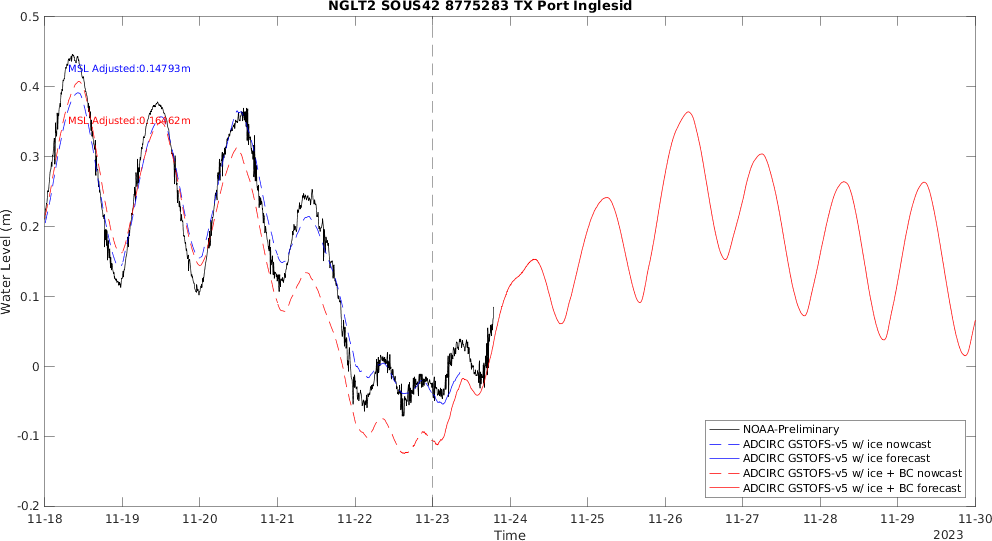 NGLT2 SOUS42 8775283 TX Port Inglesid
0.5
0.4
0.3
0.2
0.1
0
-0.1
-0.2
Water Level (m)
MSL Adjusted:0.14793m
MSL Adjusted:0.16462m
NOAA-Preliminary
ADCIRC GSTOFS-v5 w/ ice nowcast
ADCIRC GSTOFS-v5 w/ ice forecast
ADCIRC GSTOFS-v5 w/ ice + BC nowcast
ADCIRC GSTOFS-v5 w/ ice + BC forecast
11-18 11-19 11-20 11-21 11-22 11-23 11-24 11-25 11-26 11-27 11-28 11-29 11-30
Time
2023